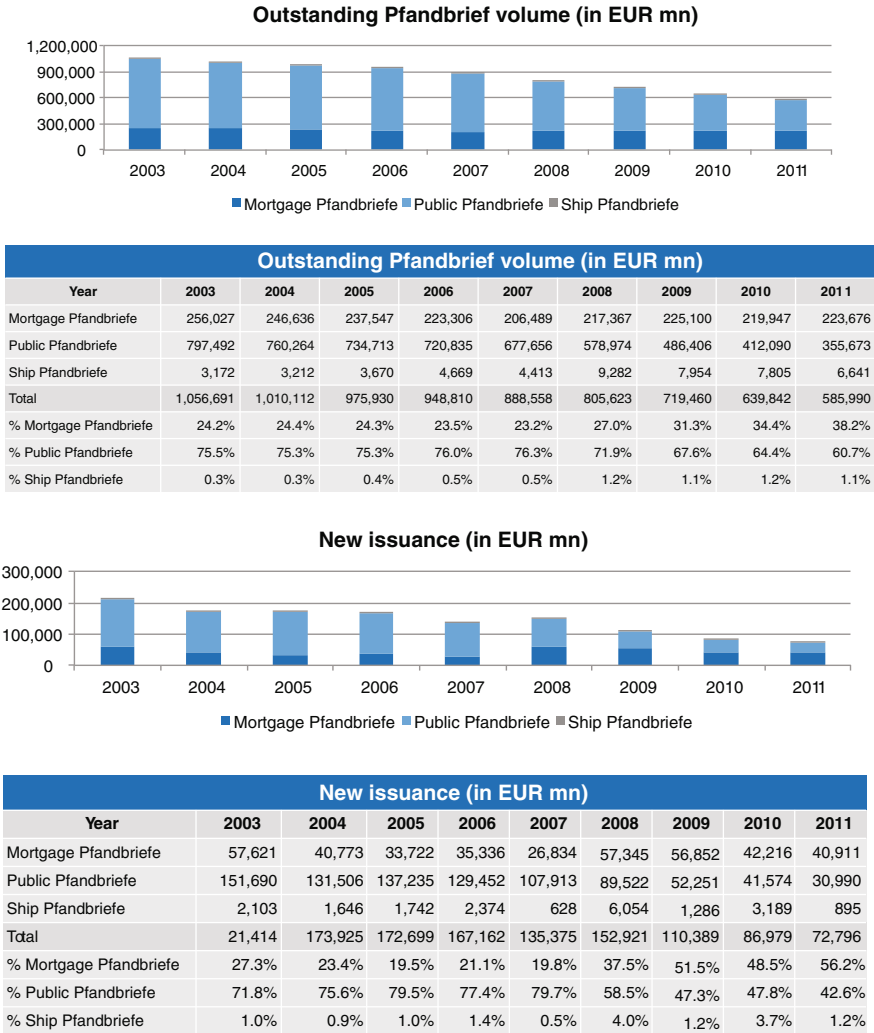 Outstanding Pfandbrief volume (in EUR mn)
1,200,000
900,000
600,000
300,000
0
2003 2004 2005 2006 2007 2008 2009 2010 2011
Mortgage Pfandbriefe Public Pfandbriefe Ship Pfandbriefe
Outstanding Pfandbrief volume (in EUR mn)
Year 2003 2004 2005 2006 2007 2008 2009 2010 2011
Mortgage Pfandbriefe 256,027 246,636 237,547 223,306 206,489 217,367 225,100 219,947 223,676
Public Pfandbriefe 797,492 760,264 734,713 720,835 677,656 578,974 486,406 412,090 355,673
Ship Pfandbriefe 3,172 3,212 3,670 4,669 4,413 9,282 7,954 7,805 6,641
Total 1,056,691 1,010,112 975,930 948,810 888,558 805,623 719,460 639,842 585,990
% Mortgage Pfandbriefe 24.2% 24.4% 24.3% 23.5% 23.2% 27.0% 31.3% 34.4% 38.2%
% Public Pfandbriefe 75.5% 75.3% 75.3% 76.0% 76.3% 71.9% 67.6% 64.4% 60.7%
% Ship Pfandbriefe 0.3% 0.3% 0.4% 0.5% 0.5% 1.2% 1.1% 1.2% 1.1%
New issuance (in EUR mn)
300,000
200,000
100,000
0
2003 2004 2005 2006 2007 2008 2009 2010 2011
Mortgage Pfandbriefe Public Pfandbriefe Ship Pfandbriefe
New issuance (in EUR mn)
Year 2003 2004 2005 2006 2007 2008 2009 2010 2011
Mortgage Pfandbriefe 57,621 40,773 33,722 35,336 26,834 57,345 56,852 42,216 40,911
Public Pfandbriefe 151,690 131,506 137,235 129,452 107,913 89,522 52,251 41,574 30,990
Ship Pfandbriefe 2,103 1,646 1,742 2,374 628 6,054 1,286 3,189 895
Total 21,414 173,925 172,699 167,162 135,375 152,921 110,389 86,979 72,796
% Mortgage Pfandbriefe 27.3% 23.4% 19.5% 21.1% 19.8% 37.5% 51.5% 48.5% 56.2%
% Public Pfandbriefe 71.8% 75.6% 79.5% 77.4% 79.7% 58.5% 47.3% 47.8% 42.6%
% Ship Pfandbriefe 1.0% 0.9% 1.0% 1.4% 0.5% 4.0% 1.2% 3.7% 1.2%